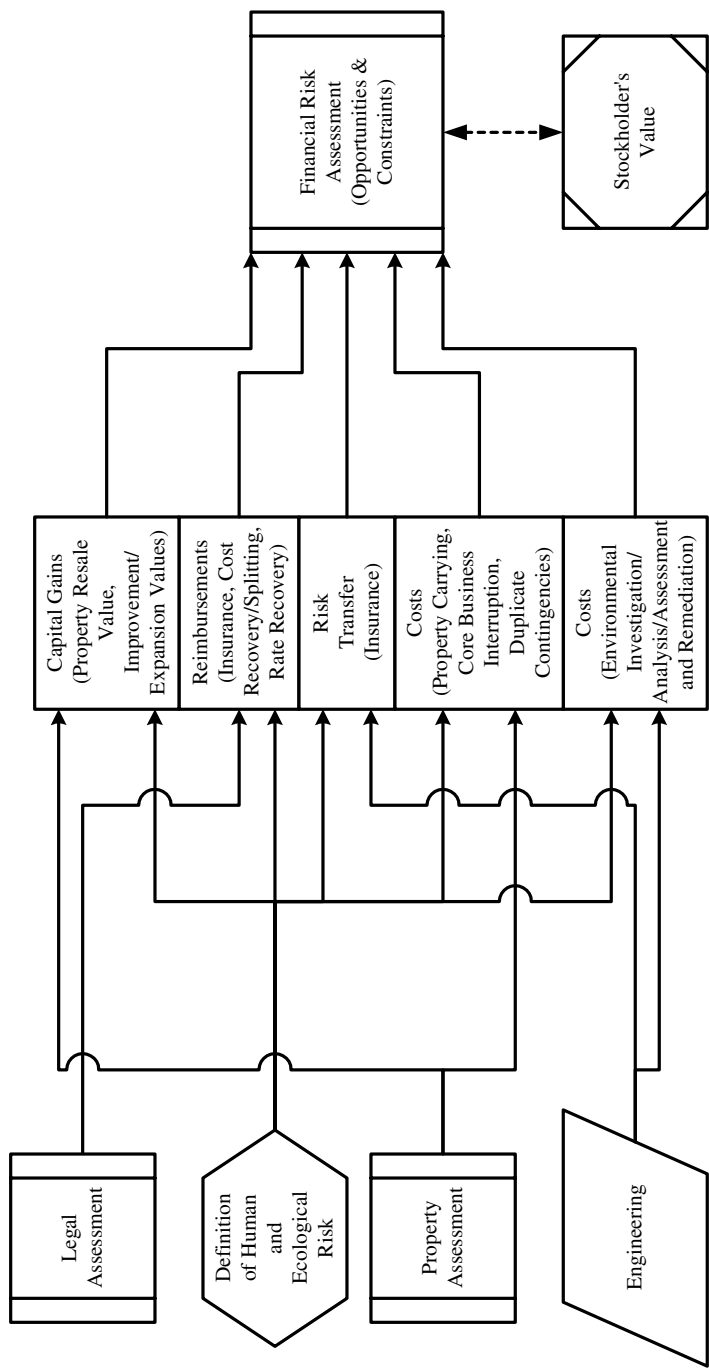 Legal
Assessment
Definition
of Human
and
Ecological
Risk
Property
Assessment
Engineering
Capital Gains
(Property Resale
Value,
Improvement/
Expansion Values)
Reimbursements
(Insurance, Cost
Recovery/Splitting,
Rate Recovery)
Risk
Transfer
(Insurance)
Costs
(Property Carrying,
Core Business
Interruption,
Duplicate
Contingencies)
Costs
(Environmental
Investigation/
Analysis/Assessment
and Remediation)
Financial Risk
Assessment
(Opportunities &
Constraints)
Stockholder's
Value